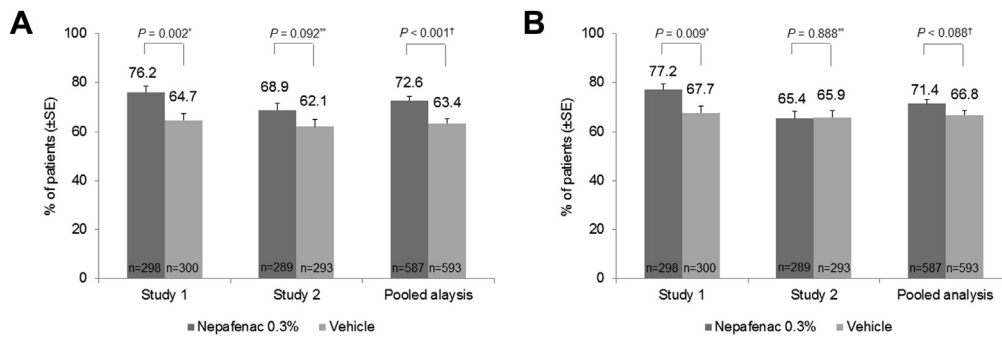 A
% of patients (±SE)
100
80
60
40
20
0
P = 0.002*
76.2
64.7
n=298 n=300
Study 1
P = 0.092**
68.9
62.1
n=289 n=293
Study 2
P < 0.001†
72.6
63.4
n=587 n=593
Pooled alaysis
Nepafenac 0.3% Vehicle
B
% of patients (±SE)
100
80
60
40
20
0
P = 0.009*
77.2
67.7
n=298 n=300
Study 1
P = 0.888**
65.4 65.9
n=289 n=293
Study 2
P < 0.088†
71.4
66.8
n=587 n=593
Pooled analysis
Nepafenac 0.3% Vehicle